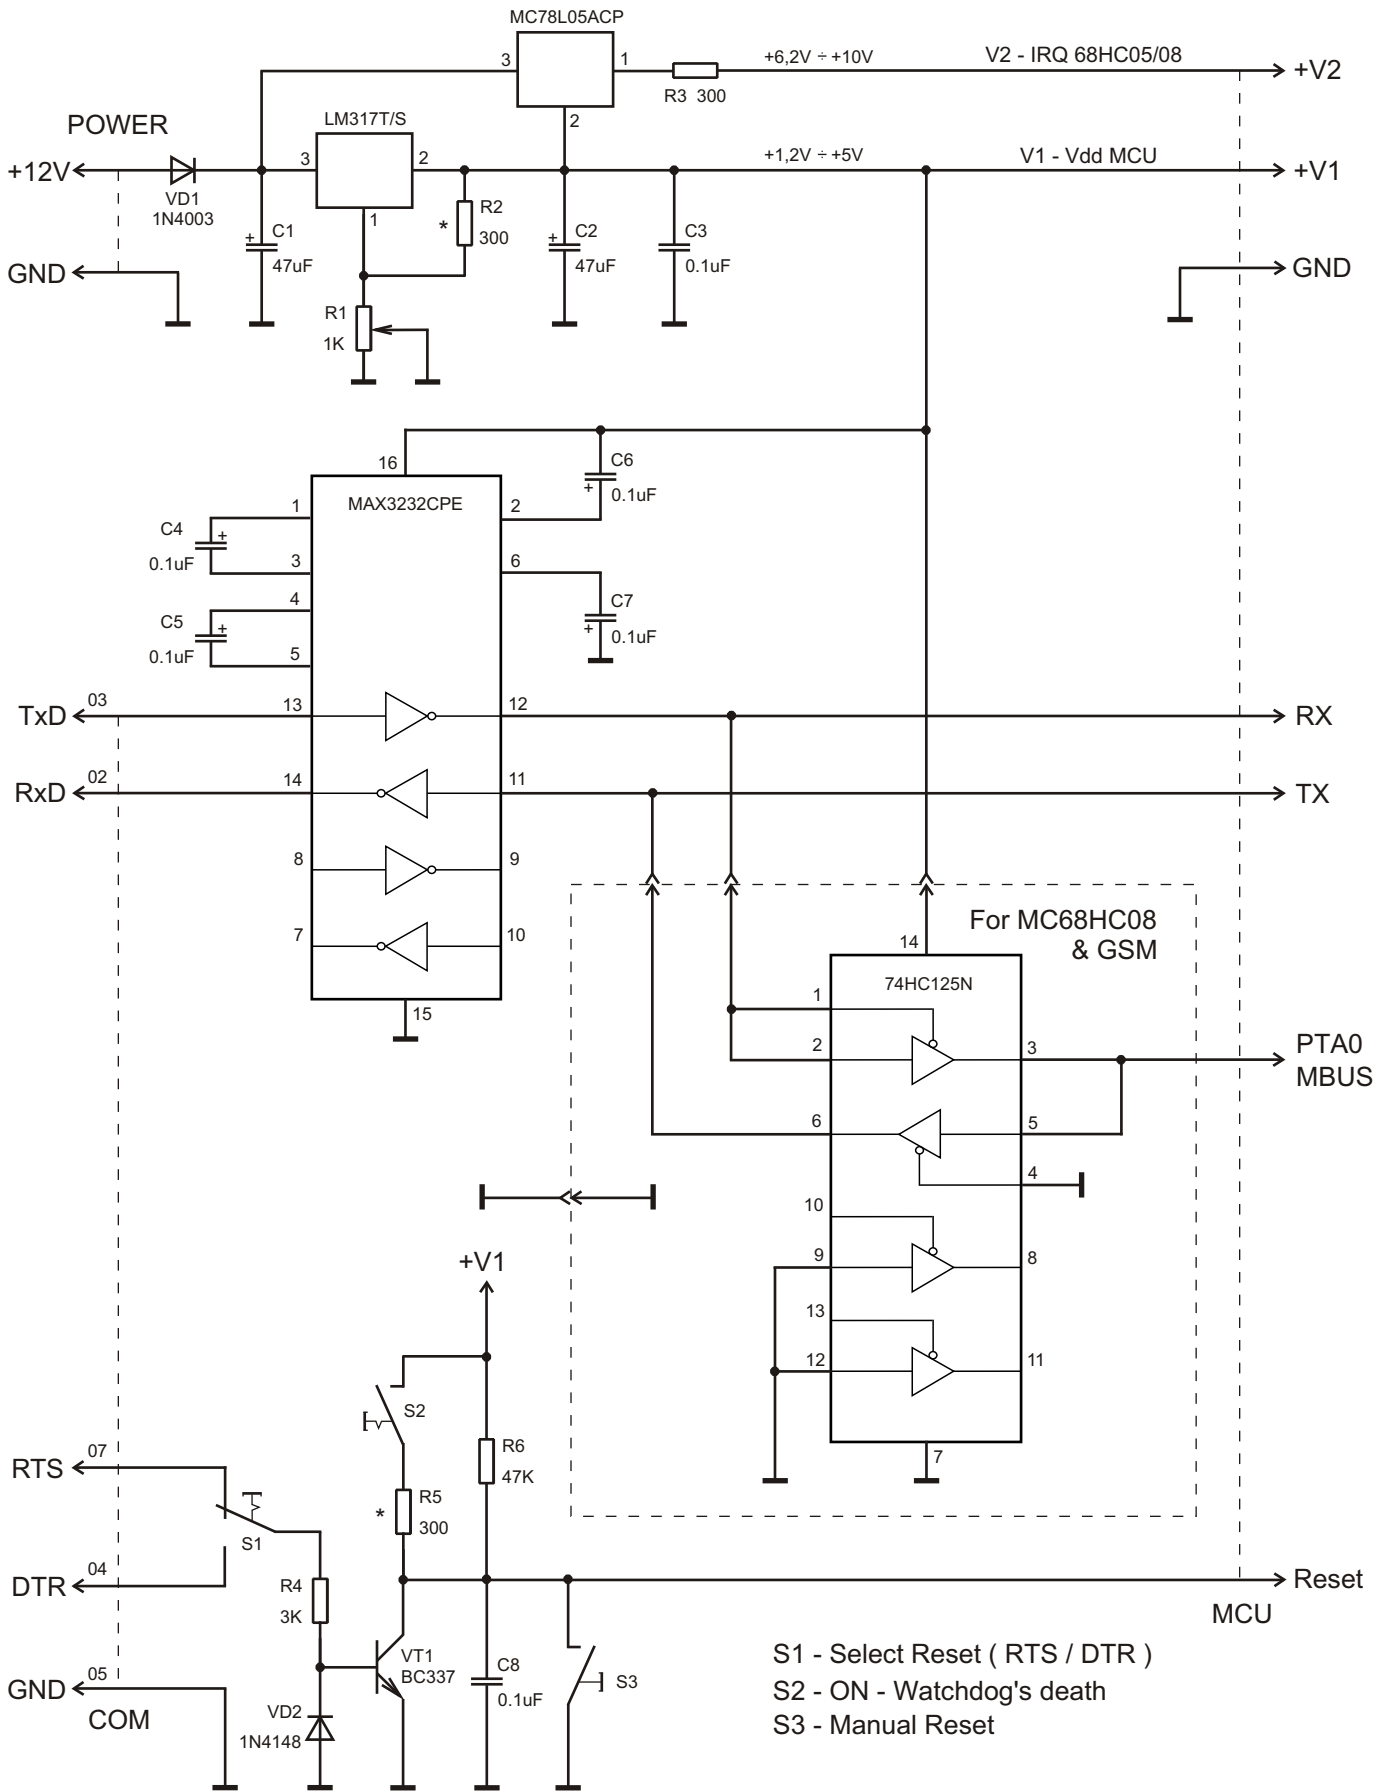 MC78L05ACP
3
1
+6,2V ÷ +10V
V2 - IRQ 68HC05/08
+V2
R3 300
2
POWER
LM317T/S
+12V
3
2
+1,2V ÷ +5V
V1 - Vdd MCU
+V1
VD1
1N4003
1
*
R2
300
+
C1
47uF
+
C2
47uF
C3
0.1uF
GND
GND
R1
1K
16
MAX3232CPE
C6
+
0.1uF
1
2
C4
+
0.1uF
3
6
4
C7
+
0.1uF
C5
+
0.1uF
5
TxD
03
13
12
RX
RxD
02
14
11
TX
8
9
7
10
15
For MC68HC08
& GSM
14
74HC125N
1
2
3
PTA0
MBUS
6
5
4
10
9
8
13
12
11
7
+V1
S2
R6
47K
*
R5
300
RTS
07
S1
DTR
04
R4
3K
Reset
MCU
VT1
BC337
C8
0.1uF
S3
GND
05
COM
VD2
1N4148
S1 - Select Reset ( RTS / DTR )
S2 - ON - Watchdog's death
S3 - Manual Reset